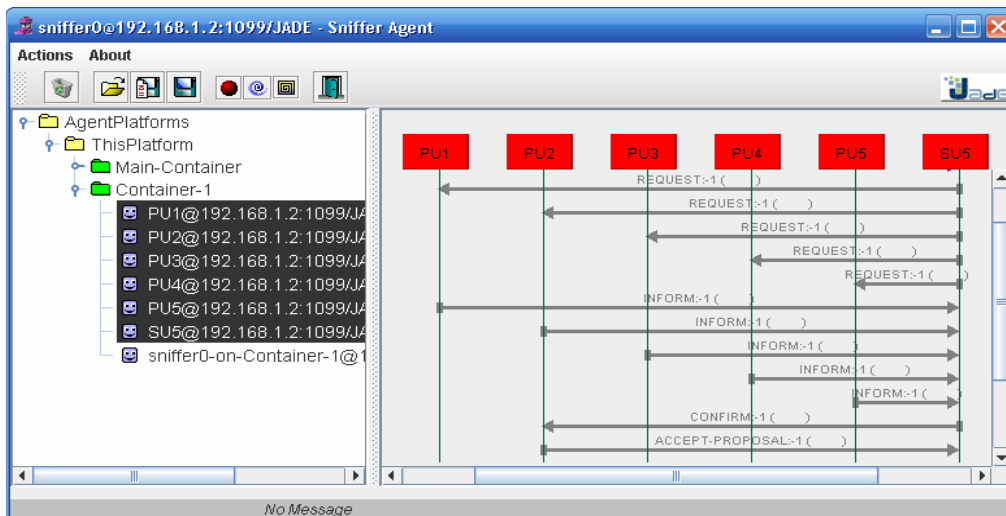 sniffer0@192.168.1.2:1099/JADE - Sniffer Agent
Actions About
Jade
AgentPlatforms
ThisPlatform
Main-Container
Container-1
PU1@192.168.1.2:1099/JA
PU2@192.168.1.2:1099/JA
PU3@192.168.1.2:1099/JA
PU4@192.168.1.2:1099/JA
PU5@192.168.1.2:1099/JA
SU5@192.168.1.2:1099/JA
sniffer0-on-Container-1@1
PU1 PU2 PU3 PU4 PU5 SU5
REQUEST:-1 ( )
REQUEST:-1 ( )
REQUEST:-1 ( )
REQUEST:-1 ( )
REQUEST:-1 ( )
INFORM:-1 ( )
INFORM:-1 ( )
INFORM:-1 ( )
INFORM:-1 ( )
INFORM:-1 ( )
CONFIRM:-1 ( )
ACCEPT-PROPOSAL:-1 ( )
No Message